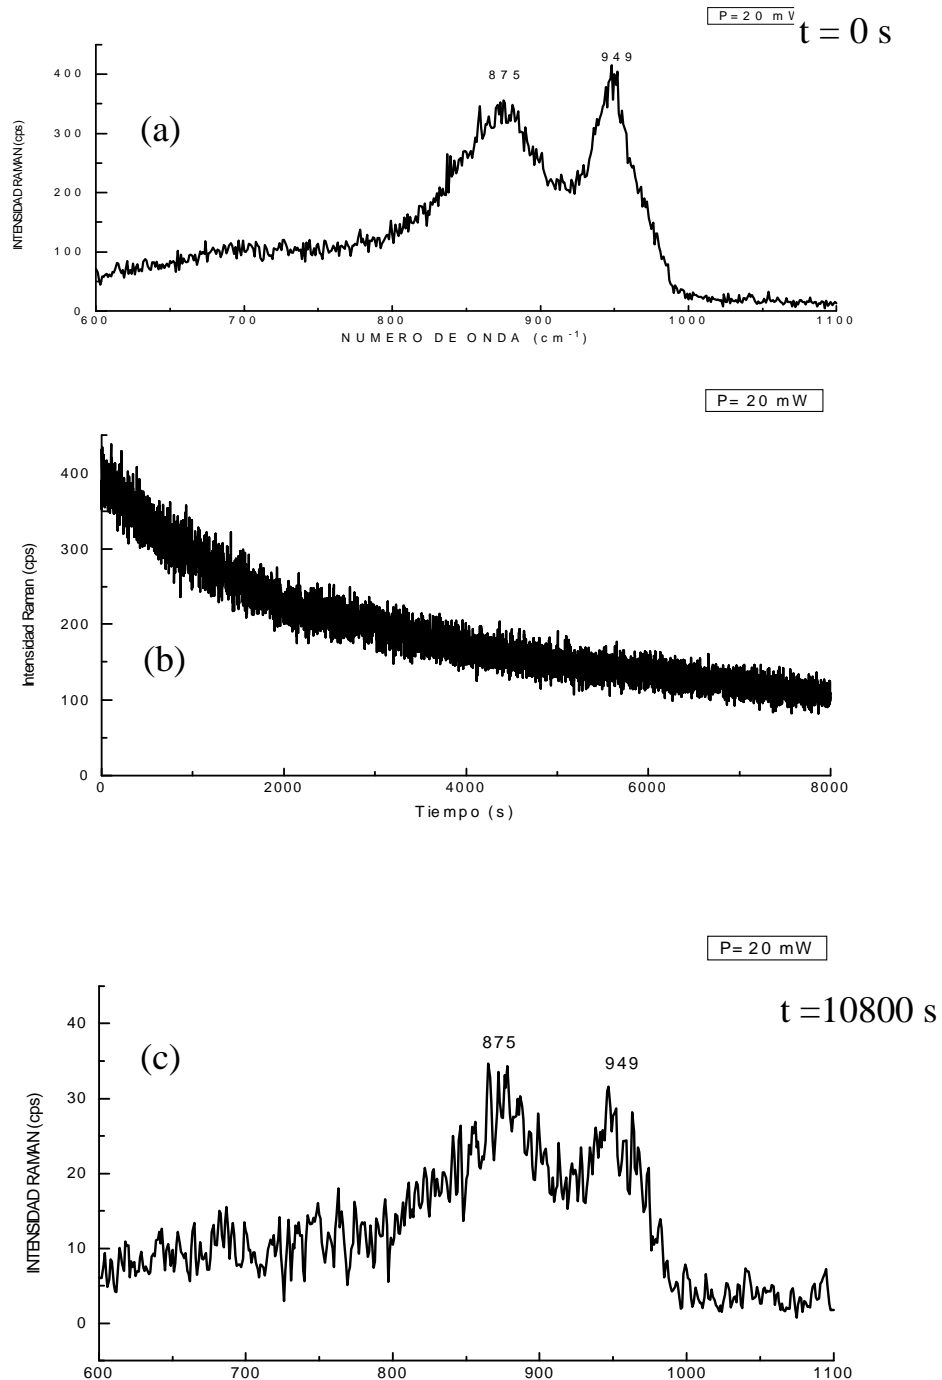 P= 20 mW
t = 0 s
(a)
875
949
INTENSIDAD RAMAN (cps)
400
300
200
100
0
600 700 800 900 1000 1100
NUMERO DE ONDA (cm⁻¹)
P= 20 mW
(b)
Intensidad Raman (cps)
400
300
200
100
0
0 2000 4000 6000 8000
Tiempo (s)
P= 20 mW
t =10800 s
(c)
875
949
INTENSIDAD RAMAN (cps)
40
30
20
10
0
600 700 800 900 1000 1100